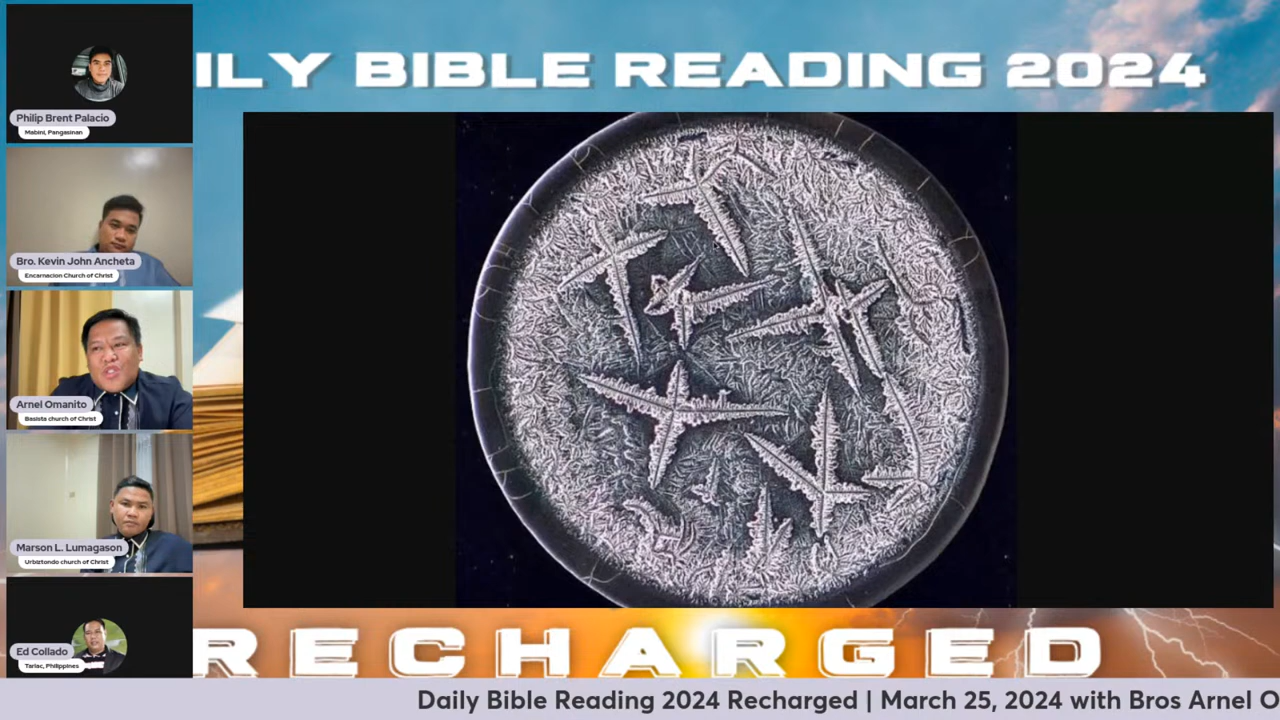 ILY BIBLE READING 2024
Philip Brent Palacio
Mabini, Pangasinan
Bro. Kevin John Ancheta
Encarnacion Church of Christ
Arnel Omanito
Basista church of Christ
Marson L. Lumagason
Urbiztondo church of Christ
Ed Collado
Tarlac, Philippines
RECHARGED
Daily Bible Reading 2024 Recharged | March 25, 2024 with Bros Arnel O